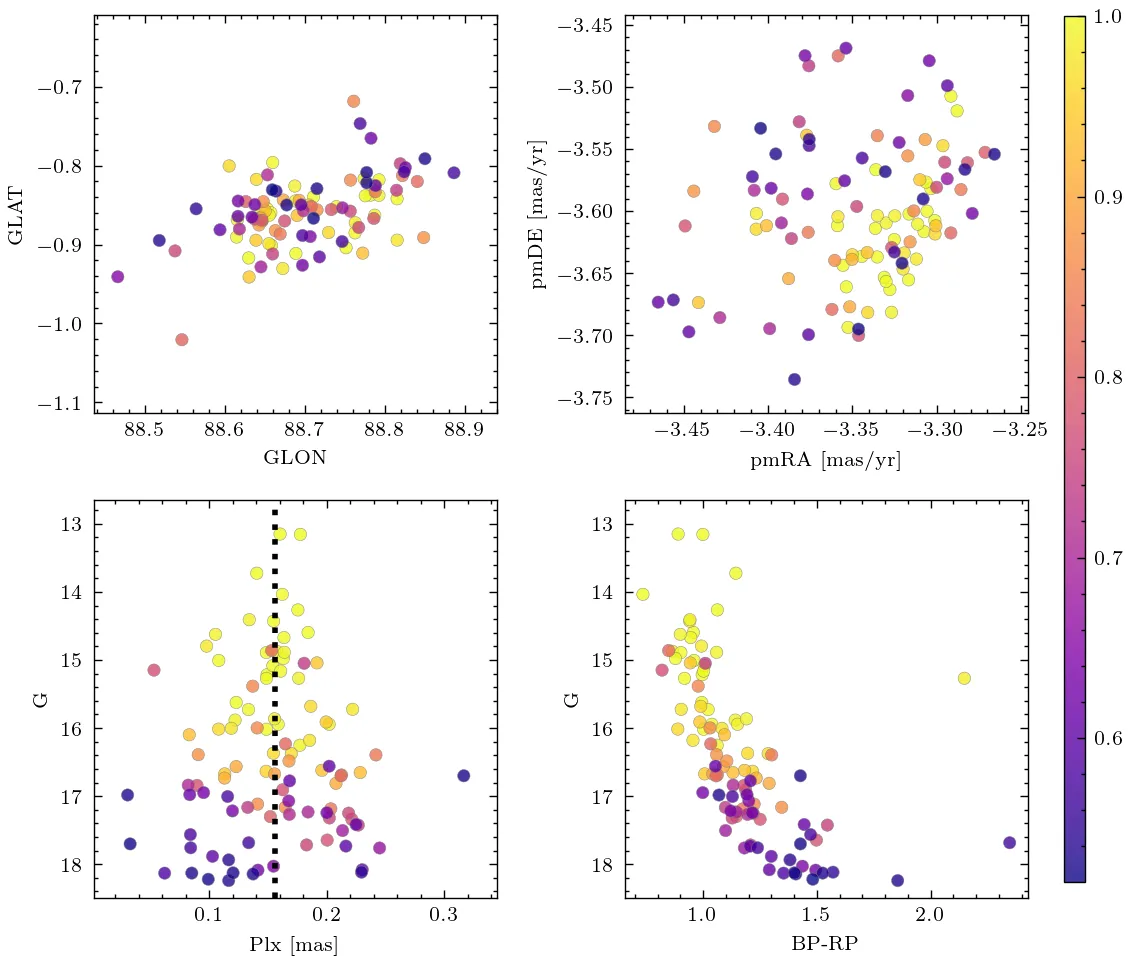 −0.7
−0.8
−0.9
−1.0
−1.1
GLAT
88.5 88.6 88.7 88.8 88.9
GLON
−3.45
−3.50
−3.55
−3.60
−3.65
−3.70
−3.75
pmDE [mas/yr]
−3.45 −3.40 −3.35 −3.30 −3.25
pmRA [mas/yr]
13
14
15
16
17
18
G
0.1 0.2 0.3
Plx [mas]
13
14
15
16
17
18
G
1.0 1.5 2.0
BP-RP
1.0
0.9
0.8
0.7
0.6